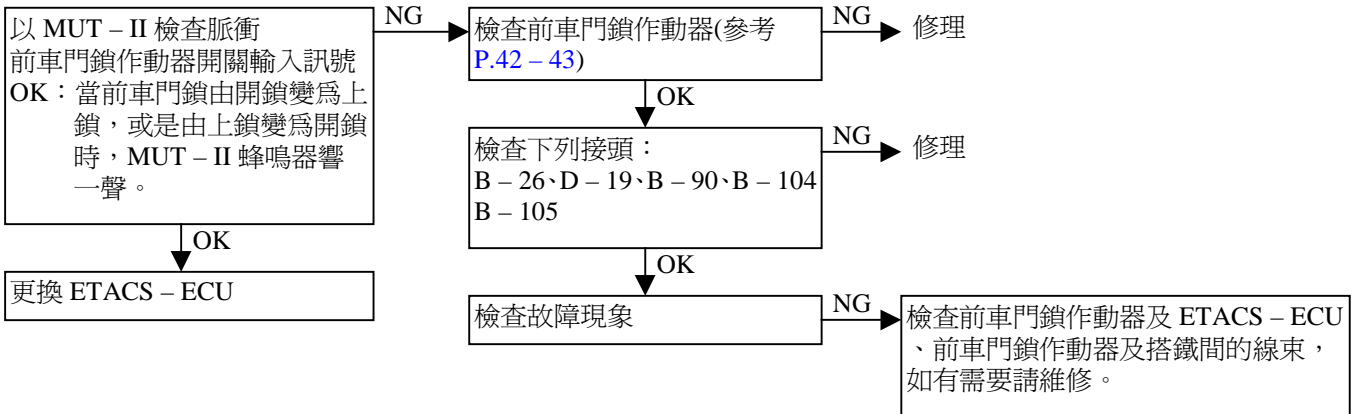 以 MUT – II 檢查脈衝
前車門鎖作動器開關輸入訊號
OK：當前車門鎖由開鎖變爲上
鎖，或是由上鎖變爲開鎖
時，MUT – II 蜂鳴器響
一聲。
NG
檢查前車門鎖作動器(參考
P.42 – 43)
NG
修理
OK
檢查下列接頭：
B – 26、D – 19、B – 90、B – 104
B – 105
NG
修理
OK
更換 ETACS – ECU
OK
檢查故障現象
NG
檢查前車門鎖作動器及 ETACS – ECU
、前車門鎖作動器及搭鐵間的線束，
如有需要請維修。